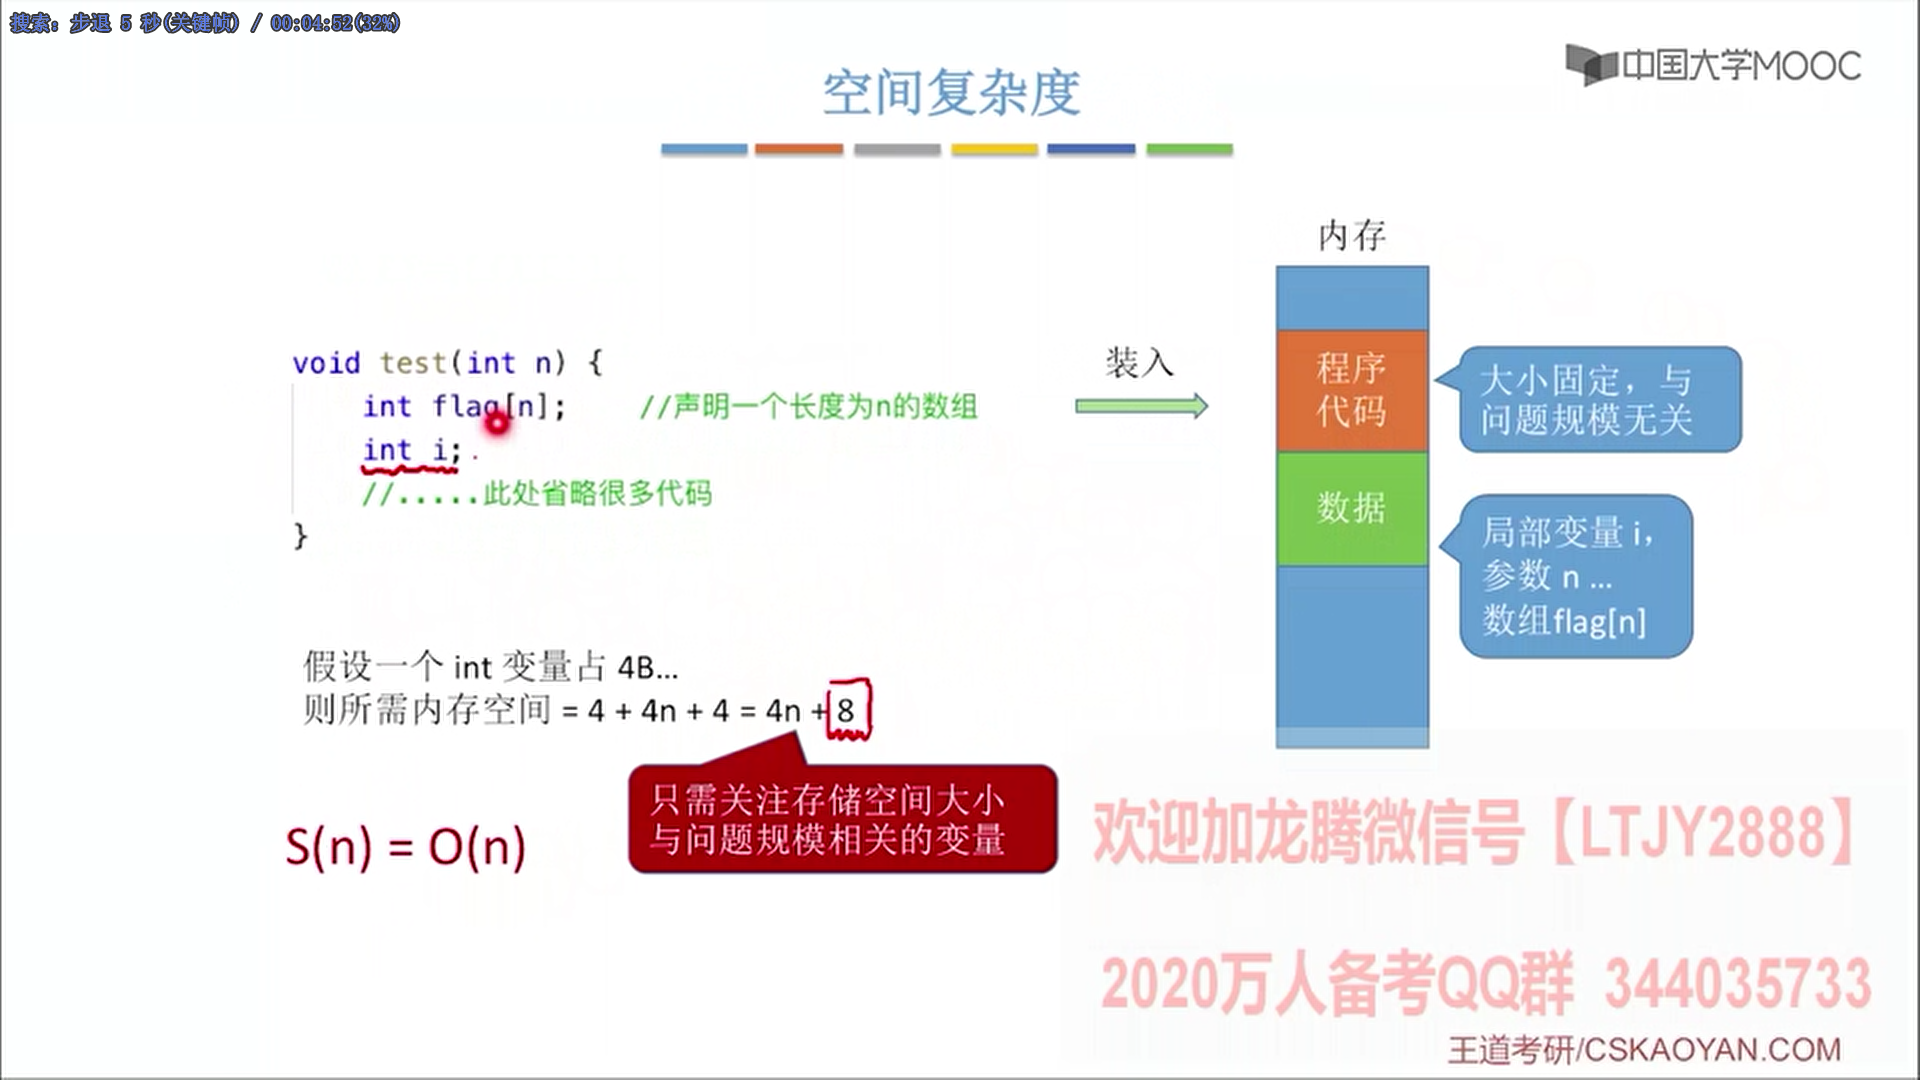 搜索: 步退 5 秒(关键帧) / 00:04:52(32%)
中国大学MOOC
空间复杂度
void test(int n) {
int flag[n]; //声明一个长度为n的数组
int i;
//.....此处省略很多代码
}
装入
内存
程序
代码
数据
大小固定，与
问题规模无关
局部变量 i，
参数 n ...
数组flag[n]
假设一个 int 变量占 4B...
则所需内存空间 = 4 + 4n + 4 = 4n + 8
只需关注存储空间大小
与问题规模相关的变量
S(n) = O(n)
欢迎加龙腾微信号【LTJY2888】
2020万人备考QQ群 344035733
王道考研/CSKAOYAN.COM